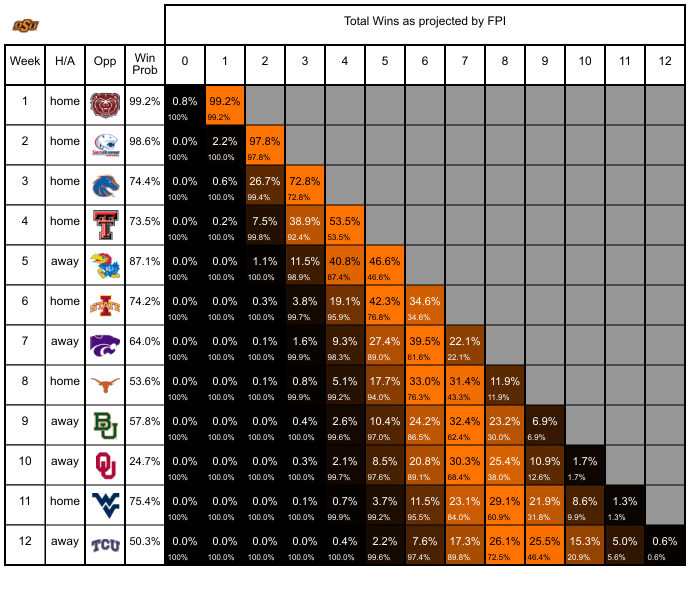 OSU
Total Wins as projected by FPI
Week H/A Opp Win Prob 0 1 2 3 4 5 6 7 8 9 10 11 12
1 home 99.2% 0.8% 99.2%
100% 99.2%
2 home 98.6% 0.0% 2.2% 97.8%
100% 100.0% 97.8%
3 home 74.4% 0.0% 0.6% 26.7% 72.8%
100% 100.0% 99.4% 72.8%
4 home 73.5% 0.0% 0.2% 7.5% 38.9% 53.5%
100% 100.0% 99.8% 92.4% 53.5%
5 away KU 87.1% 0.0% 0.0% 1.1% 11.5% 40.8% 46.6%
100% 100.0% 100.0% 98.9% 87.4% 46.6%
6 home STATE 74.2% 0.0% 0.0% 0.3% 3.8% 19.1% 42.3% 34.6%
100% 100.0% 100.0% 99.7% 95.9% 76.8% 34.6%
7 away 64.0% 0.0% 0.0% 0.1% 1.6% 9.3% 27.4% 39.5% 22.1%
100% 100.0% 100.0% 99.9% 98.3% 89.0% 61.6% 22.1%
8 home 53.6% 0.0% 0.0% 0.1% 0.8% 5.1% 17.7% 33.0% 31.4% 11.9%
100% 100.0% 100.0% 99.9% 99.2% 94.0% 76.3% 43.3% 11.9%
9 away BU 57.8% 0.0% 0.0% 0.0% 0.4% 2.6% 10.4% 24.2% 32.4% 23.2% 6.9%
100% 100.0% 100.0% 100.0% 99.6% 97.0% 86.5% 62.4% 30.0% 6.9%
10 away OU 24.7% 0.0% 0.0% 0.0% 0.3% 2.1% 8.5% 20.8% 30.3% 25.4% 10.9% 1.7%
100% 100.0% 100.0% 100.0% 99.7% 97.6% 89.1% 68.4% 38.0% 12.6% 1.7%
11 home WV 75.4% 0.0% 0.0% 0.0% 0.1% 0.7% 3.7% 11.5% 23.1% 29.1% 21.9% 8.6% 1.3%
100% 100.0% 100.0% 100.0% 99.9% 99.2% 95.5% 84.0% 60.9% 31.8% 9.9% 1.3%
12 away TCU 50.3% 0.0% 0.0% 0.0% 0.0% 0.4% 2.2% 7.6% 17.3% 26.1% 25.5% 15.3% 5.0% 0.6%
100% 100.0% 100.0% 100.0% 100.0% 99.6% 97.4% 89.8% 72.5% 46.4% 20.9% 5.6% 0.6%